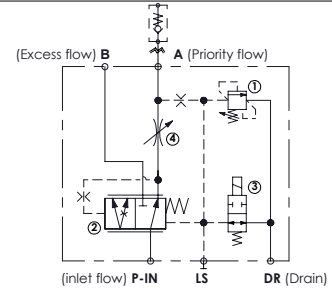 (Excess flow) B A (Priority flow)
①
④
③
②
(inlet flow) P-IN LS DR (Drain)